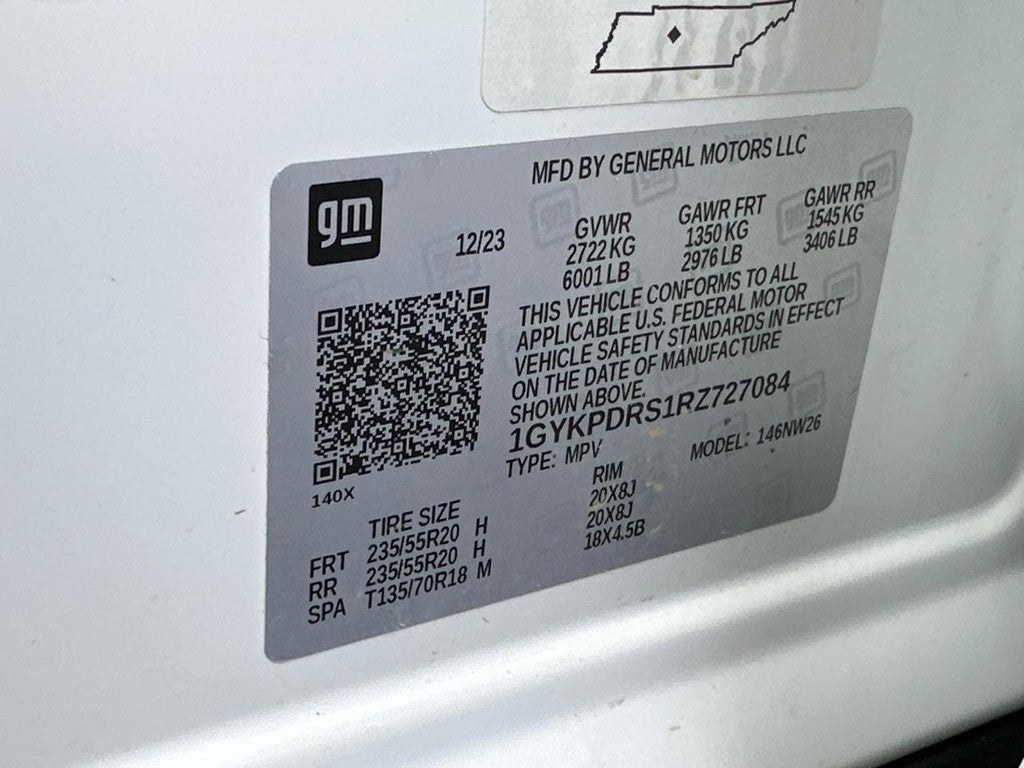 MFD BY GENERAL MOTORS LLC
gm
12/23
GVWR
2722 KG
6001 LB
GAWR FRT
1350 KG
2976 LB
GAWR RR
1545 KG
3406 LB
THIS VEHICLE CONFORMS TO ALL
APPLICABLE U.S. FEDERAL MOTOR
VEHICLE SAFETY STANDARDS IN EFFECT
ON THE DATE OF MANUFACTURE
SHOWN ABOVE.
1GYKPDRS1RZ727084
TYPE: MPV
MODEL: 146NW26
140X
TIRE SIZE
RIM
FRT 235/55R20 H 20X8J
RR 235/55R20 H 20X8J
SPA T135/70R18 M 18X4.5B